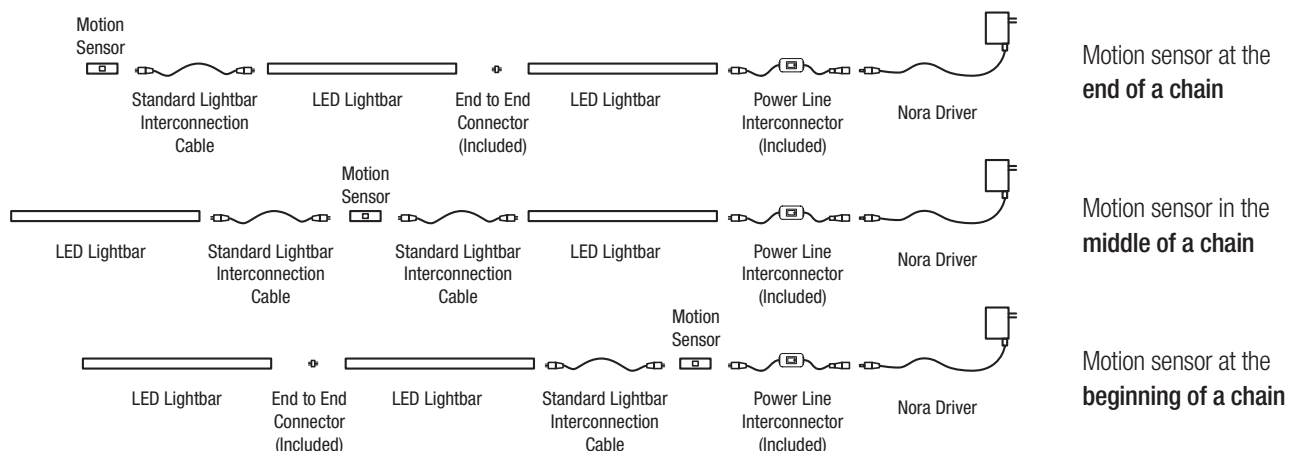 Motion
Sensor
Standard Lightbar
Interconnection
Cable
LED Lightbar
End to End
Connector
(Included)
LED Lightbar
Power Line
Interconnector
(Included)
Nora Driver
Motion sensor at the
end of a chain
Motion
Sensor
LED Lightbar
Standard Lightbar
Interconnection
Cable
Standard Lightbar
Interconnection
Cable
LED Lightbar
Power Line
Interconnector
(Included)
Nora Driver
Motion sensor in the
middle of a chain
Motion
Sensor
LED Lightbar
End to End
Connector
(Included)
LED Lightbar
Standard Lightbar
Interconnection
Cable
Power Line
Interconnector
(Included)
Nora Driver
Motion sensor at the
beginning of a chain